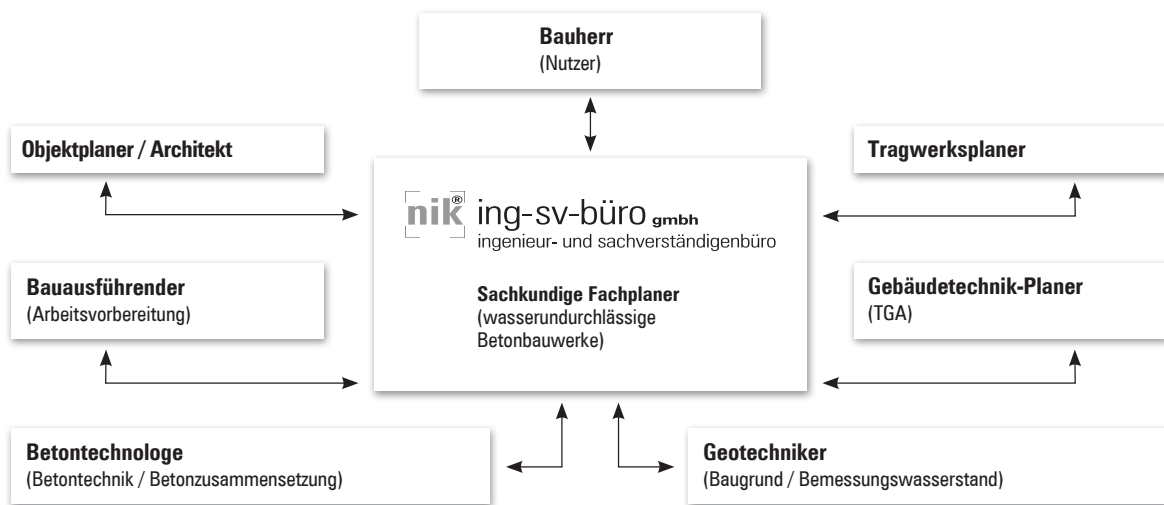 Bauherr
(Nutzer)
Objektplaner / Architekt
Tragwerksplaner
nik® ing-sv-büro gmbh
ingenieur- und sachverständigenbüro
Sachkundige Fachplaner
(wasserundurchlässige
Betonbauwerke)
Bauausführender
(Arbeitsvorbereitung)
Gebäudetechnik-Planer
(TGA)
Betontechnologe
(Betontechnik / Betonzusammensetzung)
Geotechniker
(Baugrund / Bemessungswasserstand)